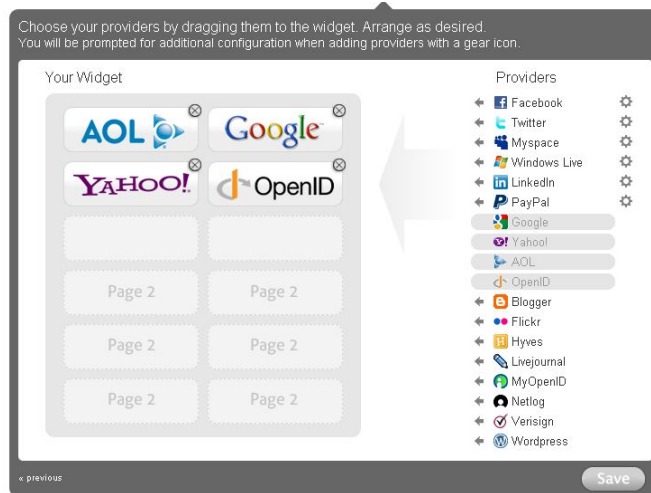 Choose your providers by dragging them to the widget. Arrange as desired.
You will be prompted for additional configuration when adding providers with a gear icon.
Your Widget
Providers
AOL
Google
YAHOO!
OpenID
Page 2
Page 2
Page 2
Page 2
Page 2
Page 2
Facebook
Twitter
Myspace
Windows Live
LinkedIn
PayPal
Google
Yahoo!
AOL
OpenID
Blogger
Flickr
Hyves
Livejournal
MyOpenID
Netlog
Verisign
Wordpress
« previous
Save